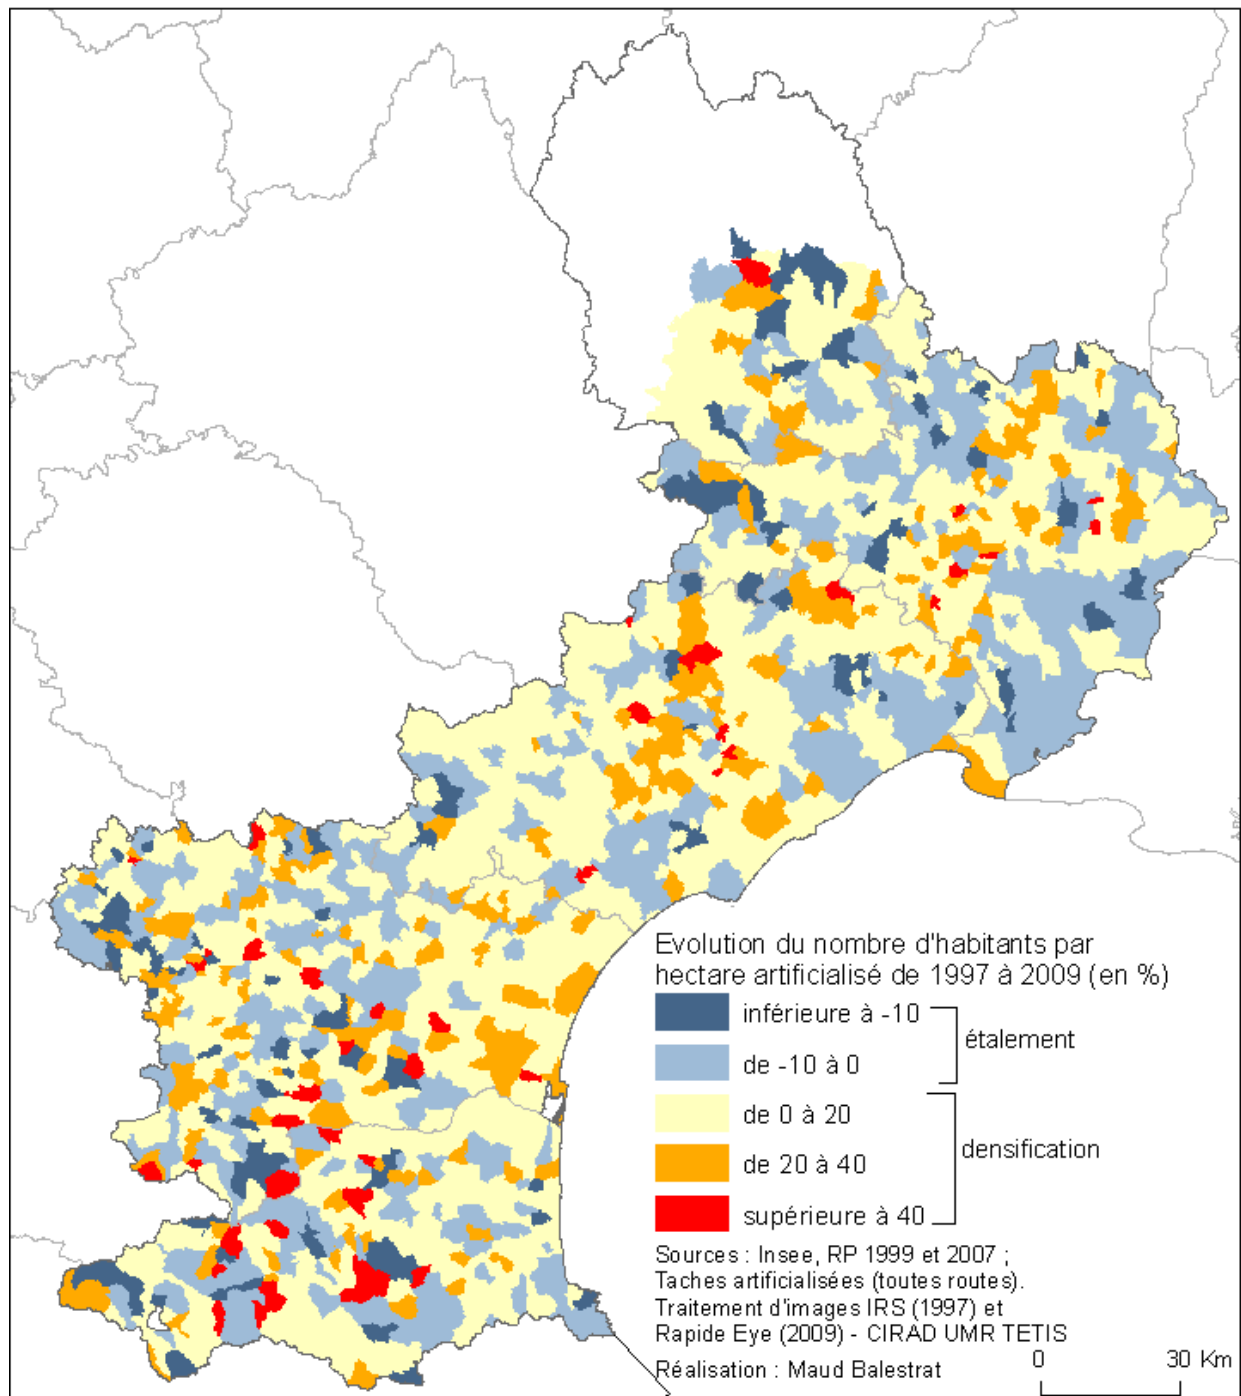 Evolution du nombre d'habitants par
hectare artificialisé de 1997 à 2009 (en %)
inférieure à -10
étalement
de -10 à 0
de 0 à 20
densification
de 20 à 40
supérieure à 40
Sources : Insee, RP 1999 et 2007 ;
Taches artificialisées (toutes routes).
Traitement d'images IRS (1997) et
Rapide Eye (2009) - CIRAD UMR TETIS
Réalisation : Maud Balestrat
0 30 Km